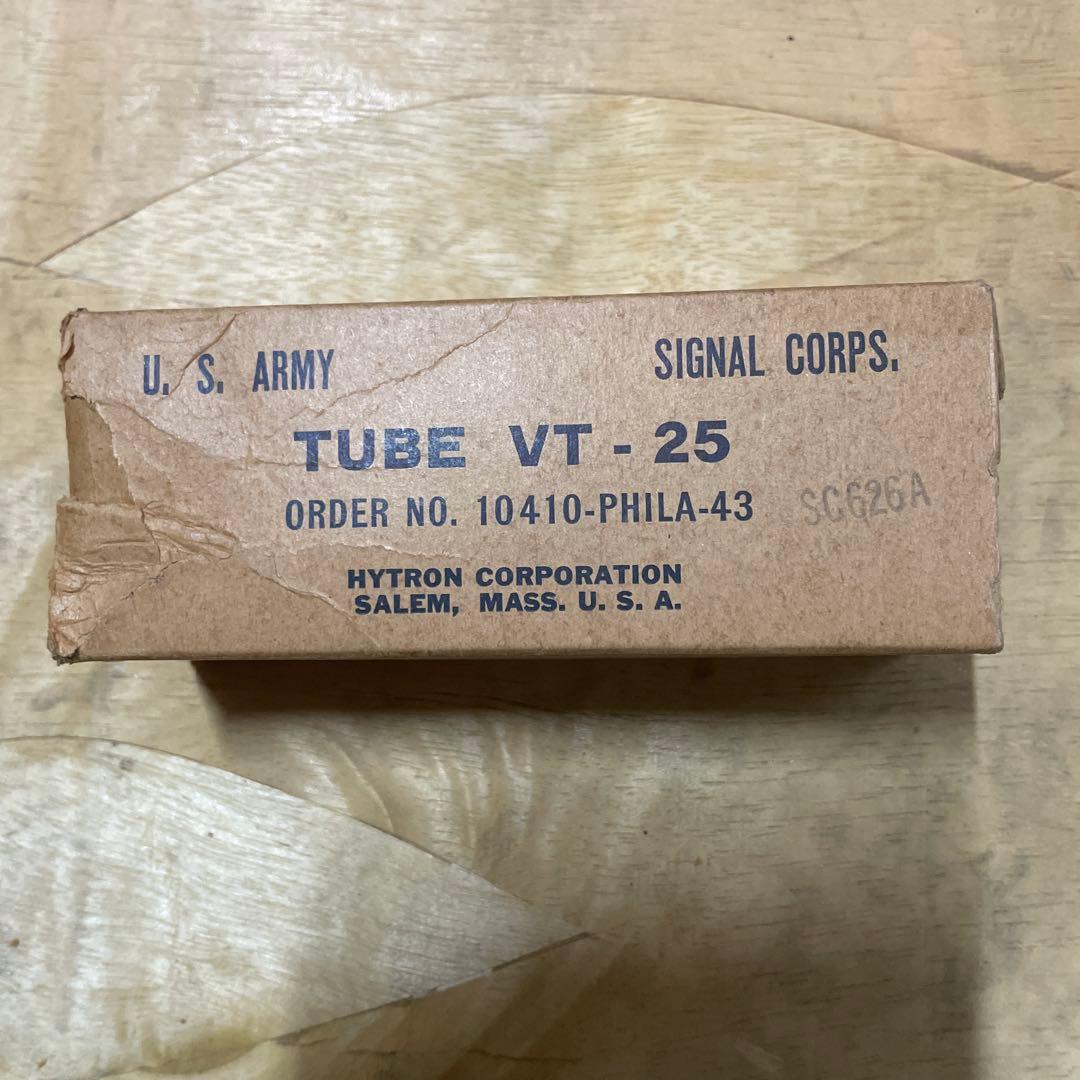 U. S. ARMY SIGNAL CORPS.
TUBE VT - 25
ORDER NO. 10410-PHILA-43 SC626A
HYTRON CORPORATION
SALEM, MASS. U. S. A.